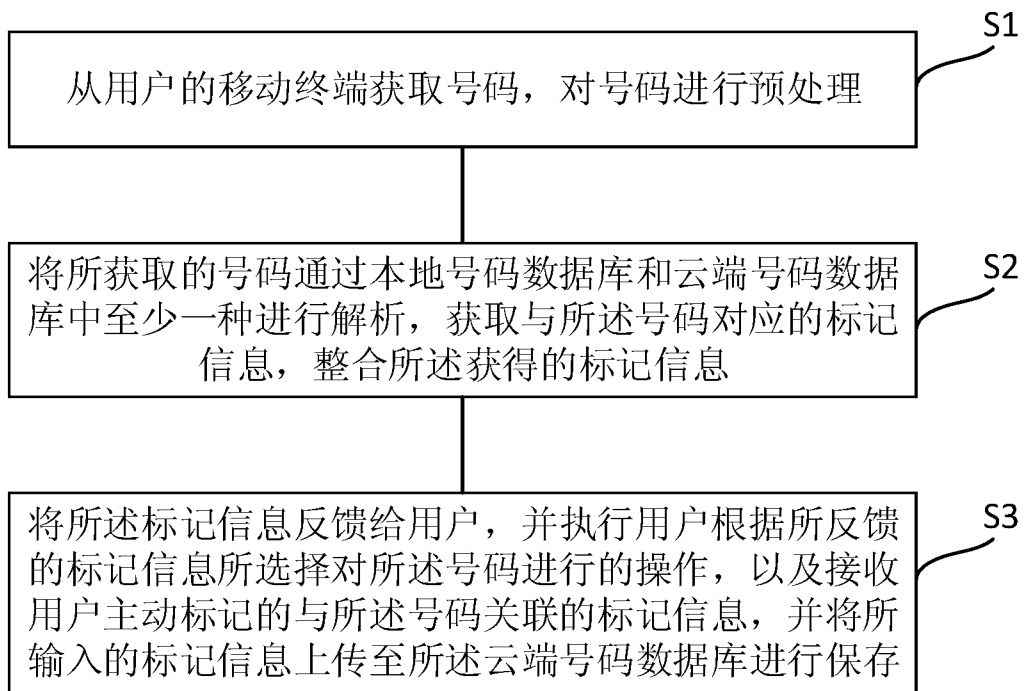 S1
从用户的移动终端获取号码，对号码进行预处理
S2
将所获取的号码通过本地号码数据库和云端号码数据
库中至少一种进行解析，获取与所述号码对应的标记
信息，整合所述获得的标记信息
S3
将所述标记信息反馈给用户，并执行用户根据所反馈
的标记信息所选择对所述号码进行的操作，以及接收
用户主动标记的与所述号码关联的标记信息，并将所
输入的标记信息上传至所述云端号码数据库进行保存